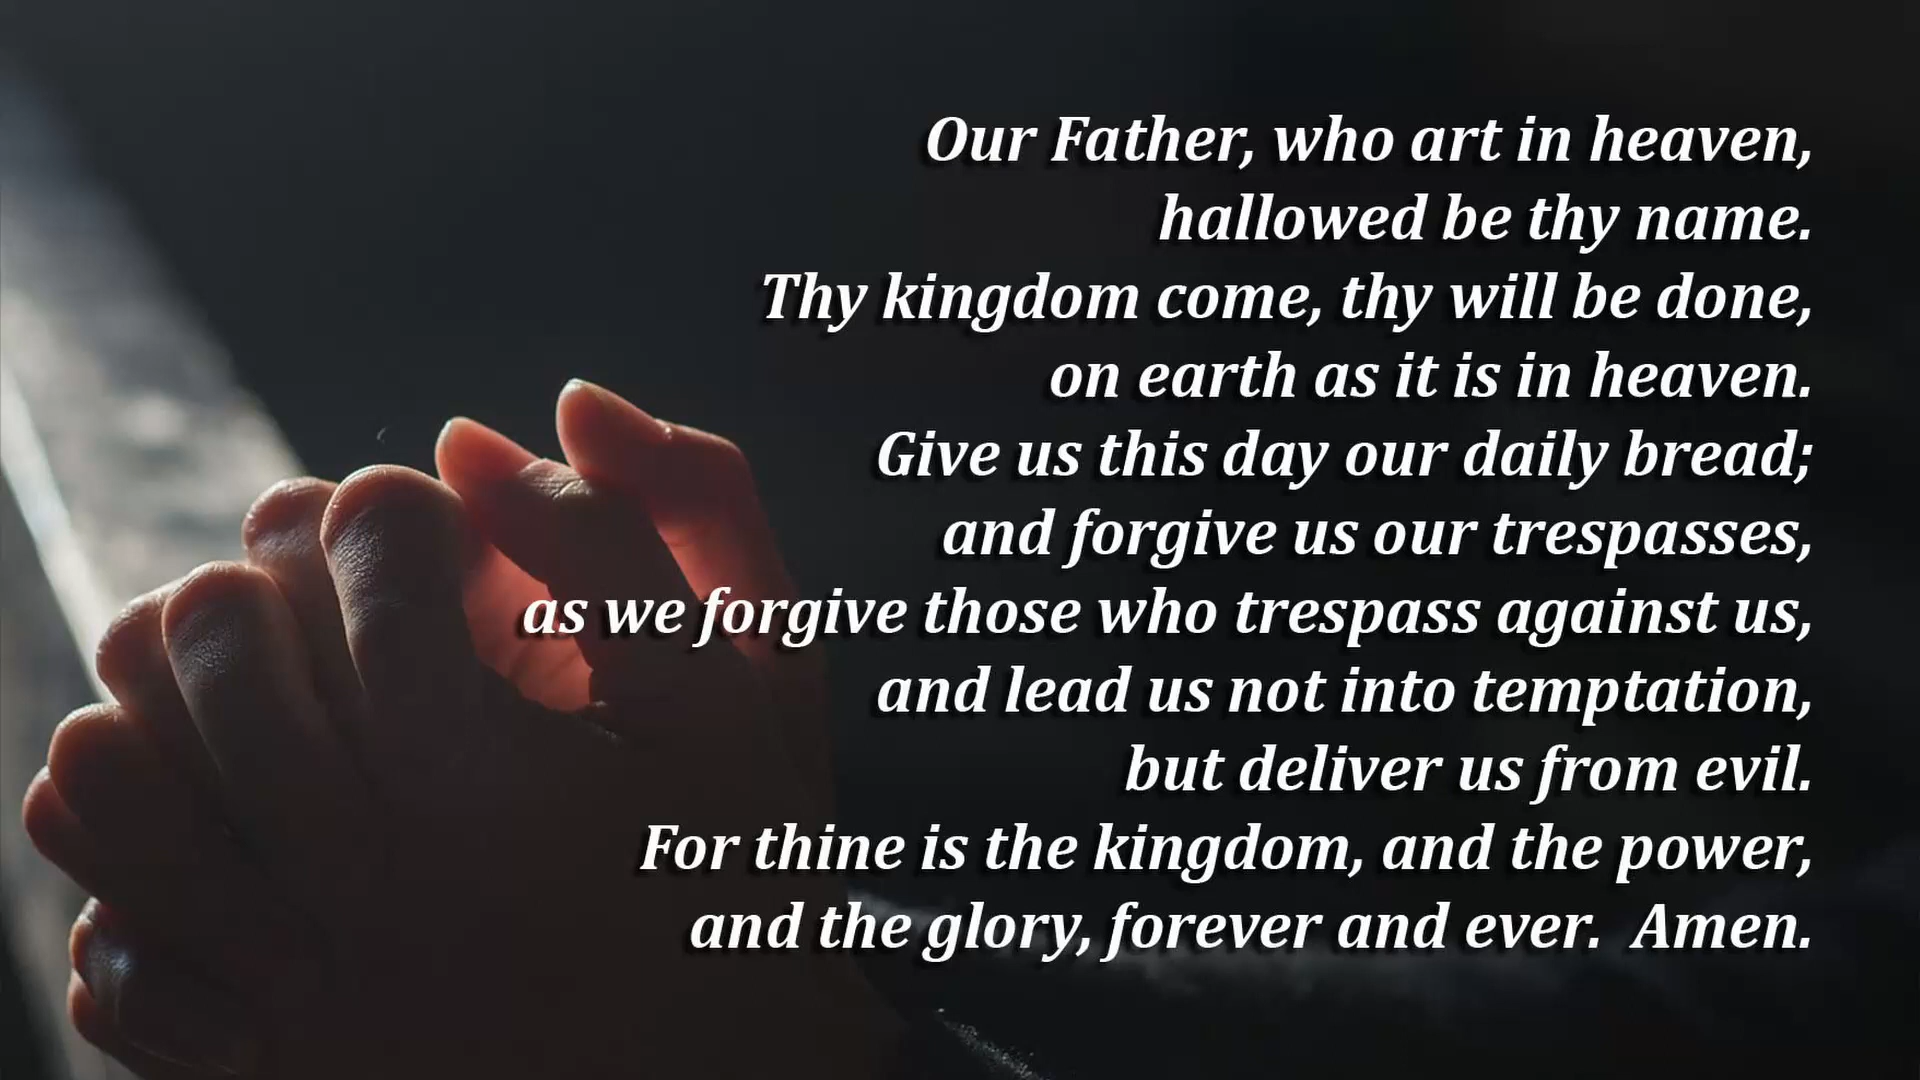 Our Father, who art in heaven,
hallowed be thy name.
Thy kingdom come, thy will be done,
on earth as it is in heaven.
Give us this day our daily bread;
and forgive us our trespasses,
as we forgive those who trespass against us,
and lead us not into temptation,
but deliver us from evil.
For thine is the kingdom, and the power,
and the glory, forever and ever.  Amen.